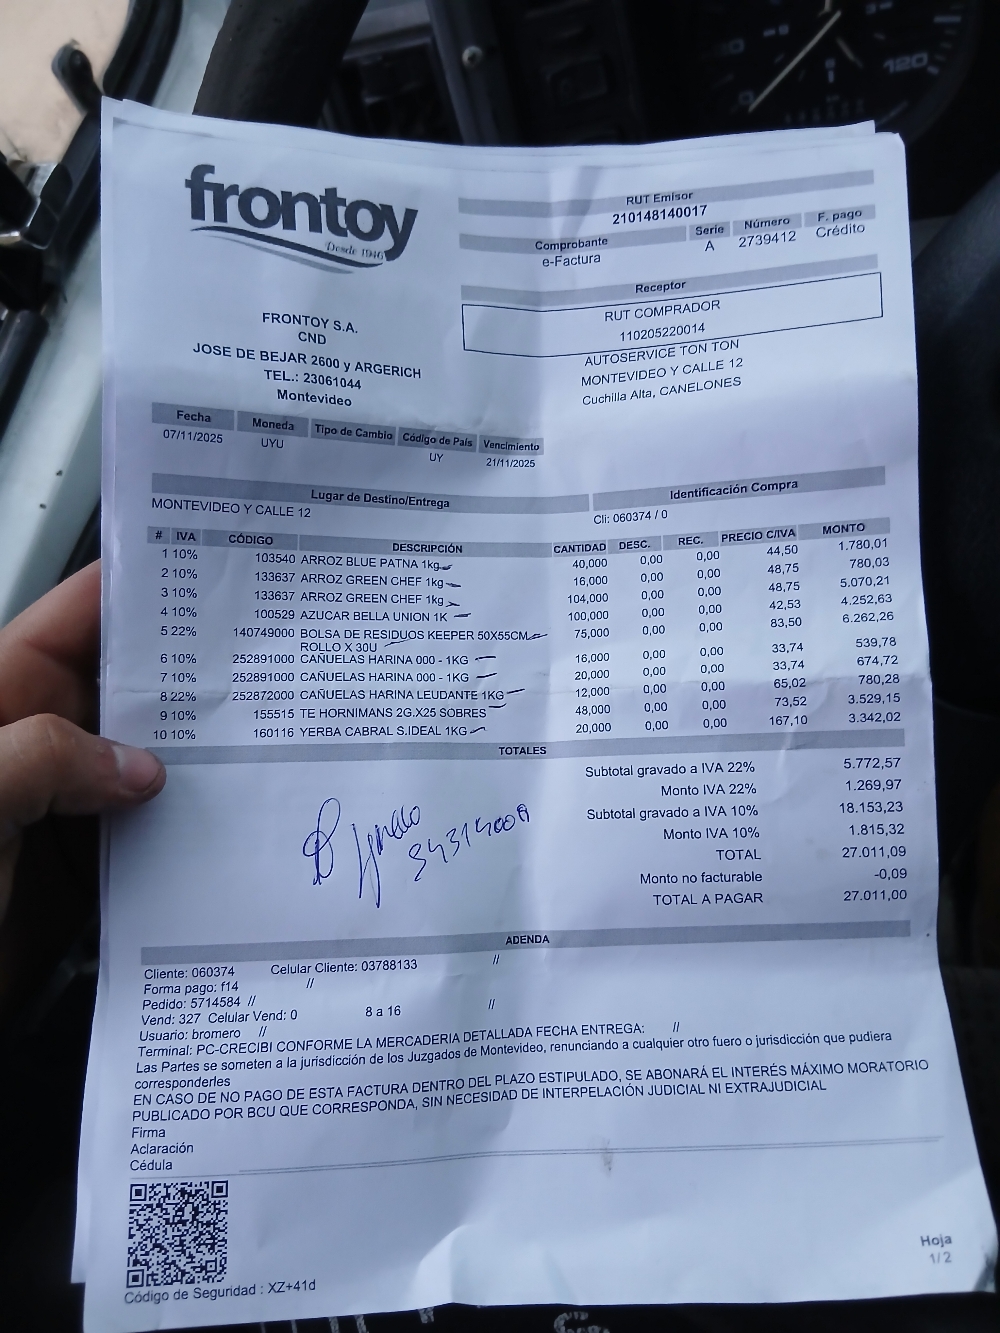 frontoy
Desde 1946
FRONTOY S.A.
CND
JOSE DE BEJAR 2600 y ARGERICH
TEL.: 23061044
Montevideo
RUT Emisor
210148140017
Comprobante Serie Número F. pago
e-Factura A 2739412 Crédito
Receptor
RUT COMPRADOR
110205220014
AUTOSERVICE TON TON
MONTEVIDEO Y CALLE 12
Cuchilla Alta, CANELONES
Fecha Moneda Tipo de Cambio Código de País Vencimiento
07/11/2025 UYU UY 21/11/2025
Lugar de Destino/Entrega Identificación Compra
MONTEVIDEO Y CALLE 12 Cli: 060374 / 0
# IVA CÓDIGO DESCRIPCIÓN CANTIDAD DESC. REC. PRECIO C/IVA MONTO
1 10% 103540 ARROZ BLUE PATNA 1kg 40,000 0,00 0,00 44,50 1.780,01
2 10% 133637 ARROZ GREEN CHEF 1kg 16,000 0,00 0,00 48,75 780,03
3 10% 133637 ARROZ GREEN CHEF 1kg 104,000 0,00 0,00 48,75 5.070,21
4 10% 100529 AZUCAR BELLA UNION 1K 100,000 0,00 0,00 42,53 4.252,63
5 22% 140749000 BOLSA DE RESIDUOS KEEPER 50X55CM 75,000 0,00 0,00 83,50 6.262,26
ROLLO X 30U
6 10% 252891000 CAÑUELAS HARINA 000 - 1KG 16,000 0,00 0,00 33,74 539,78
7 10% 252891000 CAÑUELAS HARINA 000 - 1KG 20,000 0,00 0,00 33,74 674,72
8 22% 252872000 CAÑUELAS HARINA LEUDANTE 1KG 12,000 0,00 0,00 65,02 780,28
9 10% 155515 TE HORNIMANS 2G.X25 SOBRES 48,000 0,00 0,00 73,52 3.529,15
10 10% 160116 YERBA CABRAL S.IDEAL 1KG 20,000 0,00 0,00 167,10 3.342,02
TOTALES
Subtotal gravado a IVA 22% 5.772,57
Monto IVA 22% 1.269,97
Subtotal gravado a IVA 10% 18.153,23
Monto IVA 10% 1.815,32
TOTAL 27.011,09
Monto no facturable -0,09
TOTAL A PAGAR 27.011,00
ADENDA
Cliente: 060374 Celular Cliente: 03788133 //
Forma pago: f14 //
Pedido: 5714584 //
Vend: 327 Celular Vend: 0 8 a 16 //
Usuario: bromero //
Terminal: PC-CRECIBI CONFORME LA MERCADERIA DETALLADA FECHA ENTREGA: //
Las Partes se someten a la jurisdicción de los Juzgados de Montevideo, renunciando a cualquier otro fuero o jurisdicción que pudiera
corresponderles
EN CASO DE NO PAGO DE ESTA FACTURA DENTRO DEL PLAZO ESTIPULADO, SE ABONARÁ EL INTERÉS MÁXIMO MORATORIO
PUBLICADO POR BCU QUE CORRESPONDA, SIN NECESIDAD DE INTERPELACIÓN JUDICIAL NI EXTRAJUDICIAL
Firma
Aclaración
Cédula
Código de Seguridad : XZ+41d
Hoja
1/2
120